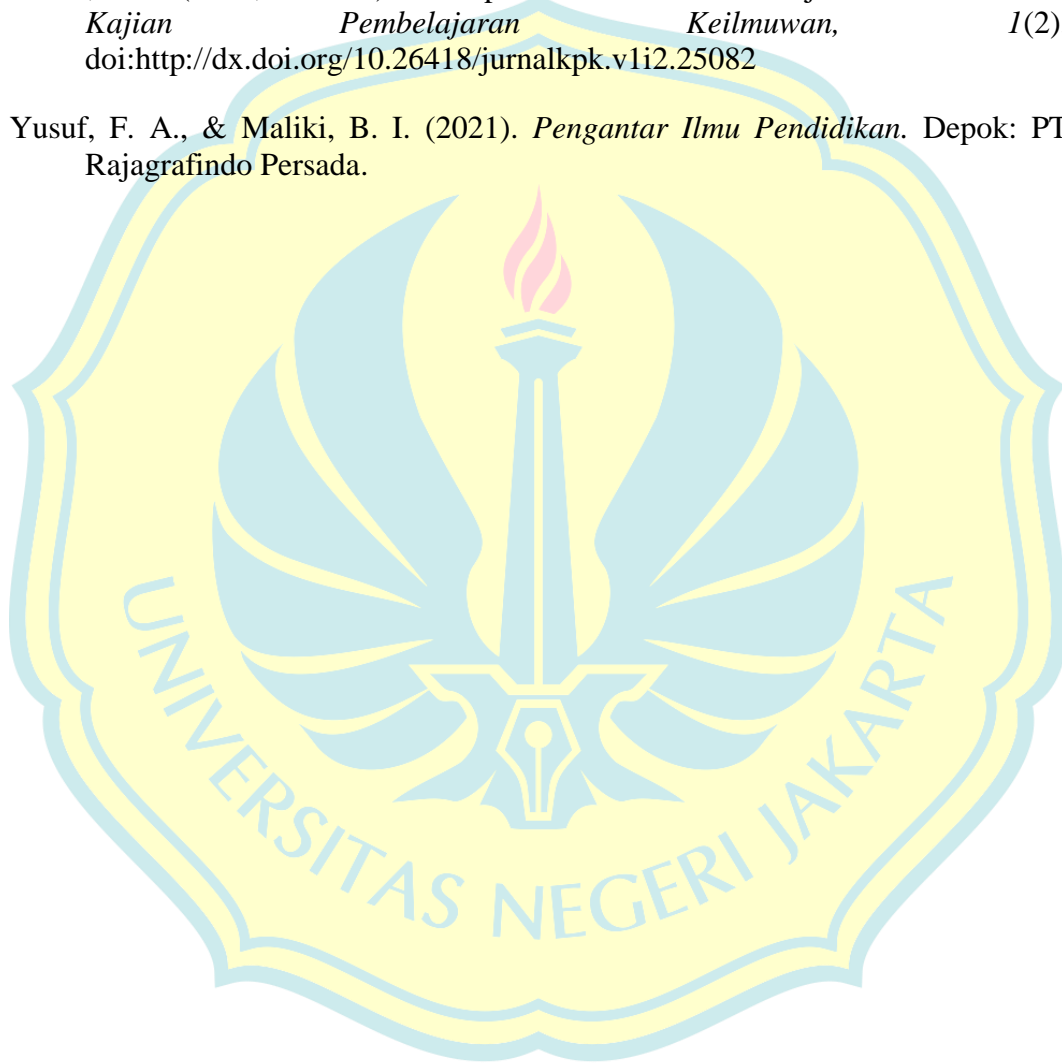 Kajian Pembelajaran Keilmuwan, 1(2)
doi:http://dx.doi.org/10.26418/jurnalkpk.v1i2.25082
Yusuf, F. A., & Maliki, B. I. (2021). Pengantar Ilmu Pendidikan. Depok: PT
Rajagrafindo Persada.
UNIVERSITAS NEGERI JAKARTA